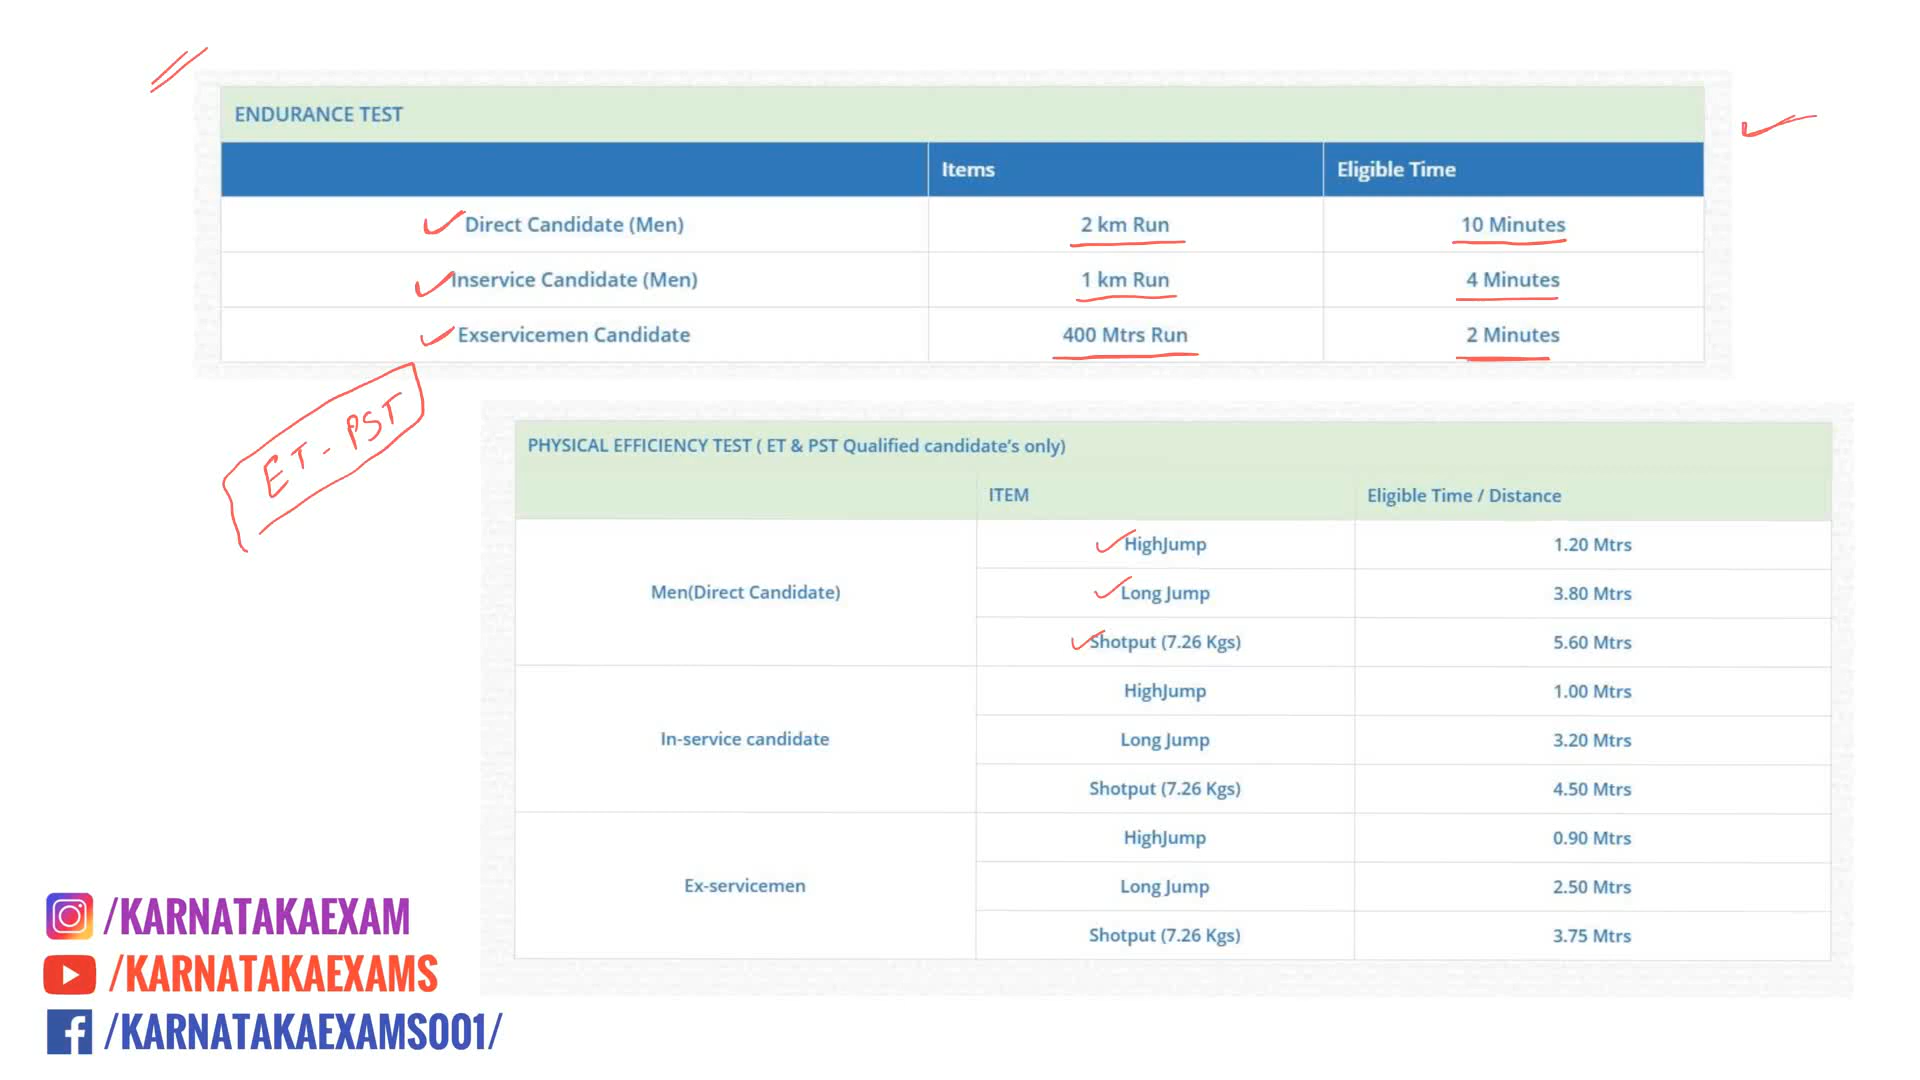 ENDURANCE TEST
Items Eligible Time
Direct Candidate (Men) 2 km Run 10 Minutes
Inservice Candidate (Men) 1 km Run 4 Minutes
Exservicemen Candidate 400 Mtrs Run 2 Minutes
ET - PST
PHYSICAL EFFICIENCY TEST ( ET & PST Qualified candidate's only)
ITEM Eligible Time / Distance
Men(Direct Candidate)
HighJump 1.20 Mtrs
Long Jump 3.80 Mtrs
Shotput (7.26 Kgs) 5.60 Mtrs
In-service candidate
HighJump 1.00 Mtrs
Long Jump 3.20 Mtrs
Shotput (7.26 Kgs) 4.50 Mtrs
Ex-servicemen
HighJump 0.90 Mtrs
Long Jump 2.50 Mtrs
Shotput (7.26 Kgs) 3.75 Mtrs
/KARNATAKAEXAM
/KARNATAKAEXAMS
/KARNATAKAEXAMS001/